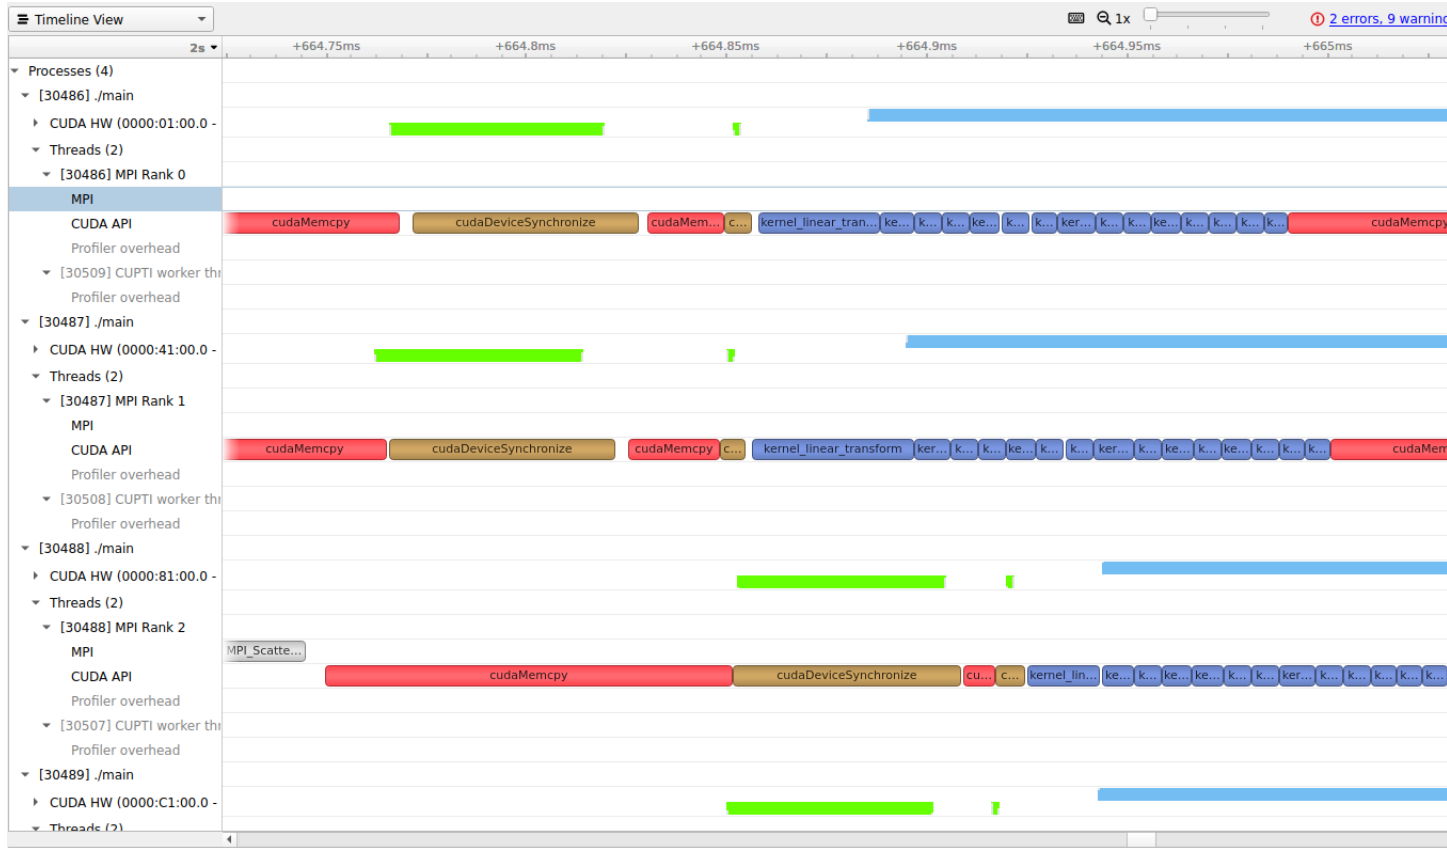 Timeline View 1x 2 errors, 9 warning
2s +664.75ms +664.8ms +664.85ms +664.9ms +664.95ms +665ms
Processes (4)
[30486] ./main
CUDA HW (0000:01:00.0 -
Threads (2)
[30486] MPI Rank 0
MPI
CUDA API cudaMemcpy cudaDeviceSynchronize cudaMem... c... kernel_linear_tran... ke... k... k... ke... k... k... ker... k... k... ke... k... k... k... k... cudaMemcpy
Profiler overhead
[30509] CUPTI worker thr
Profiler overhead
[30487] ./main
CUDA HW (0000:41:00.0 -
Threads (2)
[30487] MPI Rank 1
MPI
CUDA API cudaMemcpy cudaDeviceSynchronize cudaMemcpy c... kernel_linear_transform ker... k... k... ke... k... k... ker... k... ke... k... ke... k... k... k... cudaMem
Profiler overhead
[30508] CUPTI worker thr
Profiler overhead
[30488] ./main
CUDA HW (0000:81:00.0 -
Threads (2)
[30488] MPI Rank 2
MPI MPI_Scatte...
CUDA API cudaMemcpy cudaDeviceSynchronize cu... c... kernel_lin... ke... k... ke... ke... k... k... ker... k... k... k... k... k...
Profiler overhead
[30507] CUPTI worker thr
Profiler overhead
[30489] ./main
CUDA HW (0000:C1:00.0 -
Threads (2)